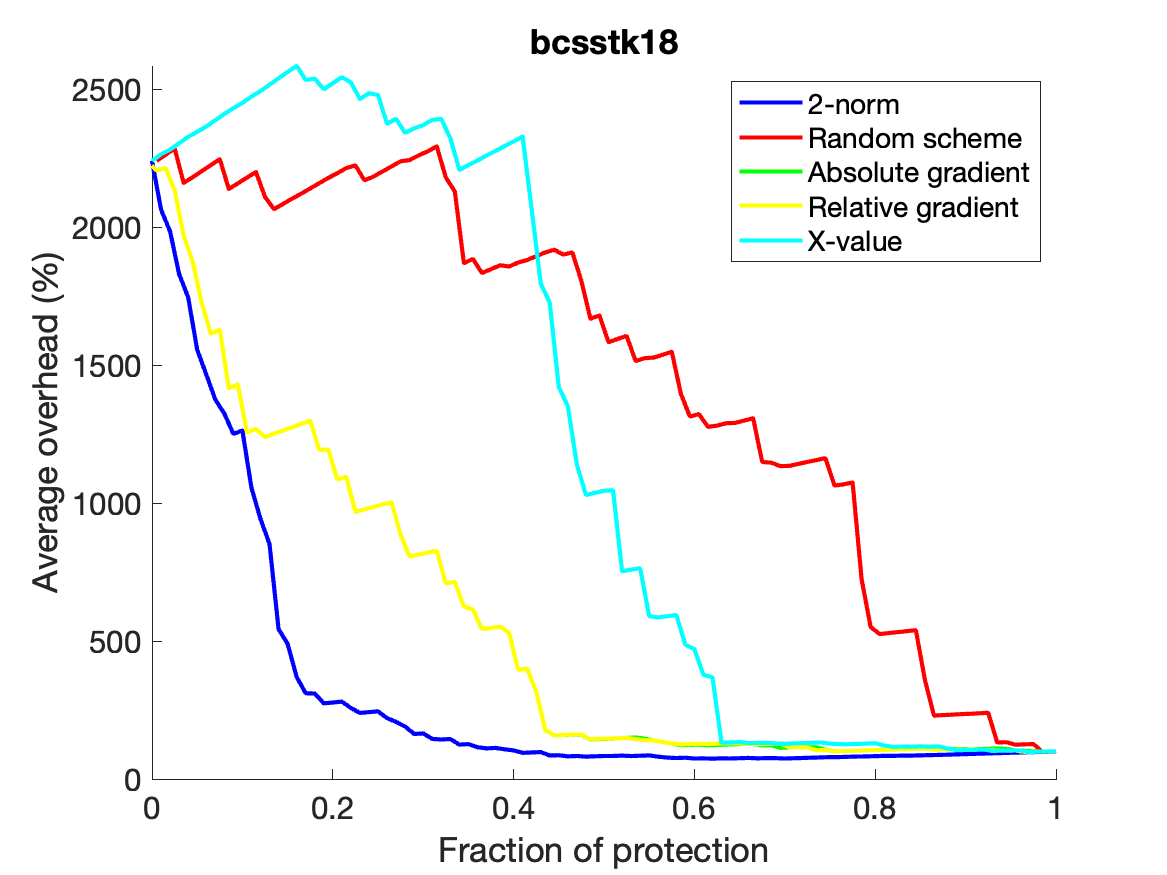 bcsstk18
2500
2000
1500
1000
500
0
Average overhead (%)
2-norm
Random scheme
Absolute gradient
Relative gradient
X-value
0
0.2
0.4
0.6
0.8
1
Fraction of protection